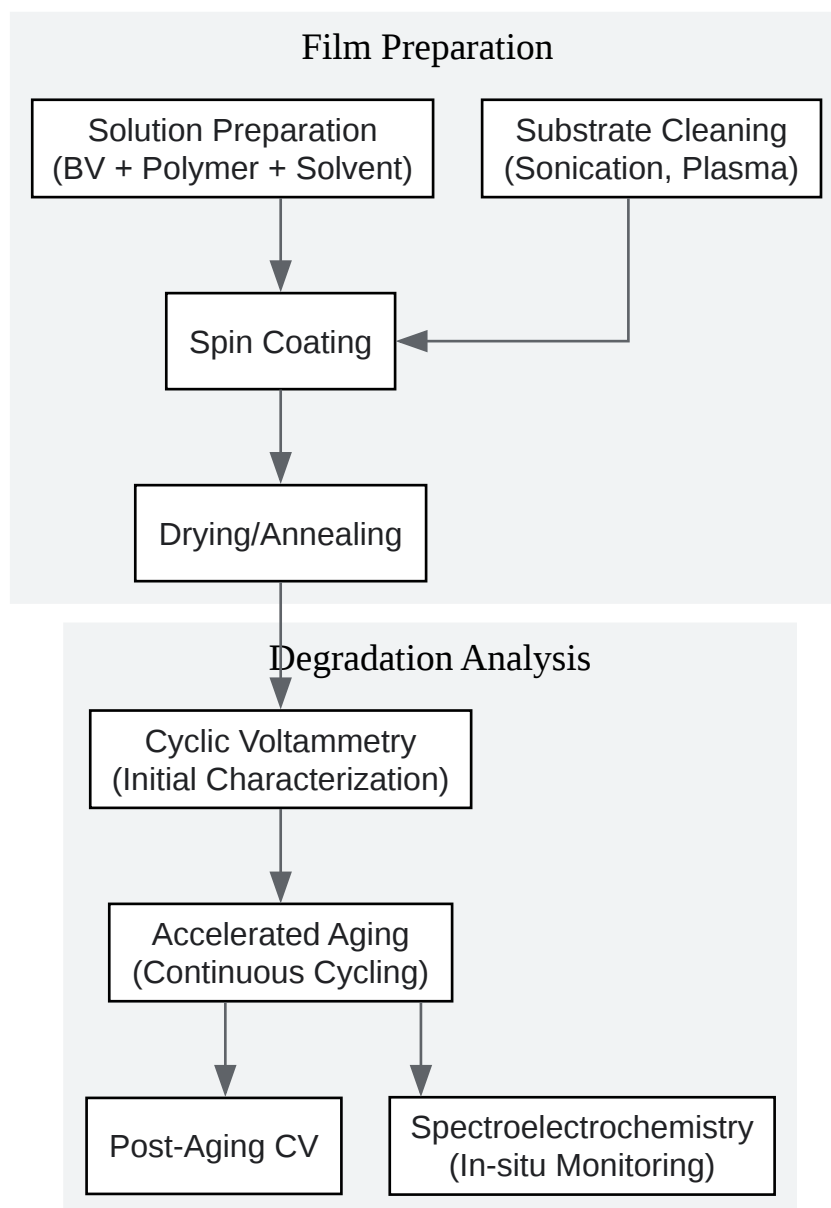 Film Preparation
Solution Preparation
(BV + Polymer + Solvent)
Substrate Cleaning
(Sonication, Plasma)
Spin Coating
Drying/Annealing
Degradation Analysis
Cyclic Voltammetry
(Initial Characterization)
Accelerated Aging
(Continuous Cycling)
Post-Aging CV
Spectroelectrochemistry
(In-situ Monitoring)